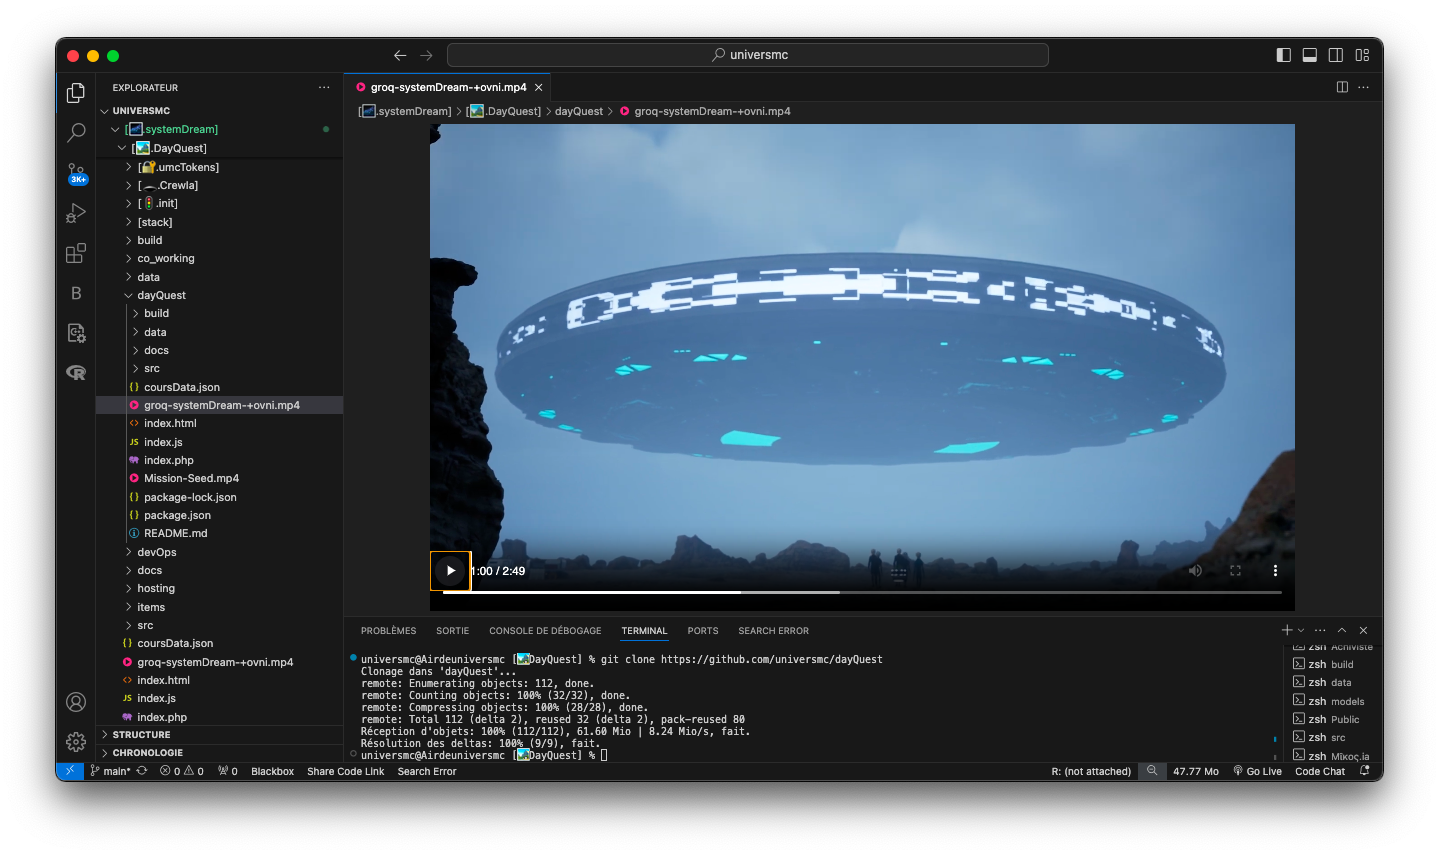 universmc
EXPLORATEUR
groq-systemDream-+ovni.mp4
UNIVERSMC
[.systemDream]
[.DayQuest]
[.umcTokens]
[.Crewla]
[.init]
[stack]
build
co_working
data
dayQuest
build
data
docs
src
coursData.json
groq-systemDream-+ovni.mp4
index.html
index.js
index.php
Mission-Seed.mp4
package-lock.json
package.json
README.md
devOps
docs
hosting
items
src
coursData.json
groq-systemDream-+ovni.mp4
index.html
index.js
index.php
STRUCTURE
CHRONOLOGIE
3K+
B
R
[.systemDream] > [.DayQuest] > dayQuest > groq-systemDream-+ovni.mp4
1:00 / 2:49
PROBLÈMES SORTIE CONSOLE DE DÉBOGAGE TERMINAL PORTS SEARCH ERROR
universmc@Airdeuniversmc [DayQuest] % git clone https://github.com/universmc/dayQuest
Clonage dans 'dayQuest'...
remote: Enumerating objects: 112, done.
remote: Counting objects: 100% (32/32), done.
remote: Compressing objects: 100% (28/28), done.
remote: Total 112 (delta 2), reused 32 (delta 2), pack-reused 80
Réception d'objets: 100% (112/112), 61.60 Mio | 8.24 Mio/s, fait.
Résolution des deltas: 100% (9/9), fait.
universmc@Airdeuniversmc [DayQuest] %
zsh Achiviste
zsh build
zsh data
zsh models
zsh Public
zsh src
zsh Μῖκος.ia
main* 0 0 0 Blackbox Share Code Link Search Error R: (not attached) 47.77 Mo Go Live Code Chat